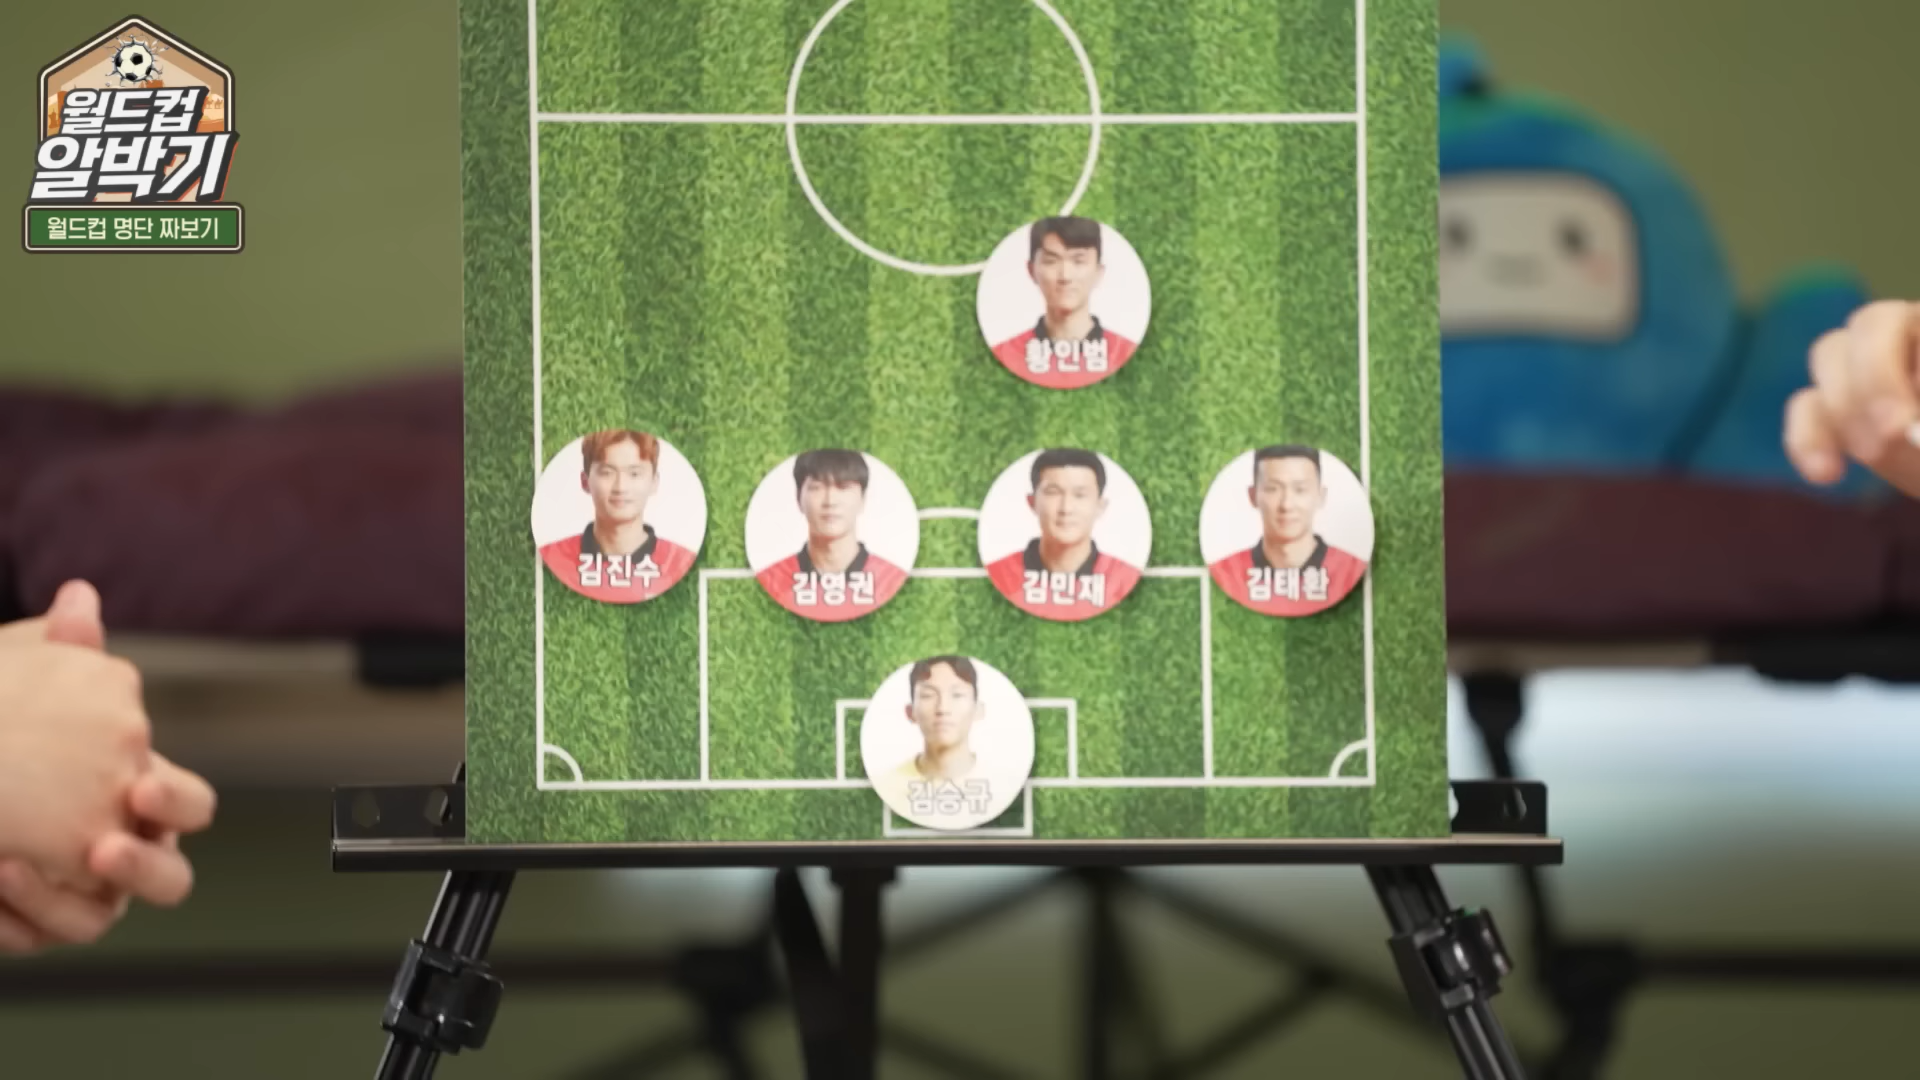 월드컵
알박기
월드컵 명단 짜보기
황인범
김진수
김영권
김민재
김태환
김승규